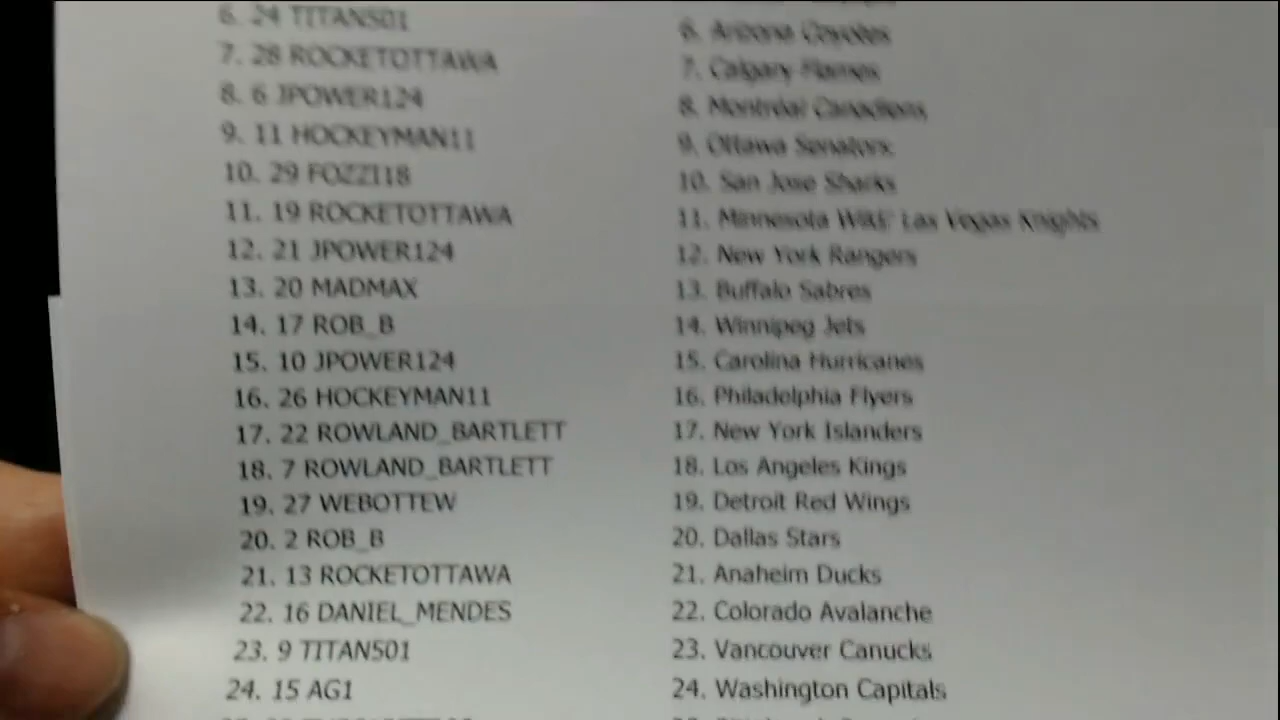 6. 24 TITANS01 6. Arizona Coyotes
7. 28 ROCKETOTTAWA 7. Calgary Flames
8. 6 JPOWER124 8. Montréal Canadiens
9. 11 HOCKEYMAN11 9. Ottawa Senators
10. 29 FOZZI18 10. San Jose Sharks
11. 19 ROCKETOTTAWA 11. Minnesota Wild/ Las Vegas Knights
12. 21 JPOWER124 12. New York Rangers
13. 20 MADMAX 13. Buffalo Sabres
14. 17 ROB_B 14. Winnipeg Jets
15. 10 JPOWER124 15. Carolina Hurricanes
16. 26 HOCKEYMAN11 16. Philadelphia Flyers
17. 22 ROWLAND_BARTLETT 17. New York Islanders
18. 7 ROWLAND_BARTLETT 18. Los Angeles Kings
19. 27 WEBOTTEW 19. Detroit Red Wings
20. 2 ROB_B 20. Dallas Stars
21. 13 ROCKETOTTAWA 21. Anaheim Ducks
22. 16 DANIEL_MENDES 22. Colorado Avalanche
23. 9 TITANS01 23. Vancouver Canucks
24. 15 AG1 24. Washington Capitals